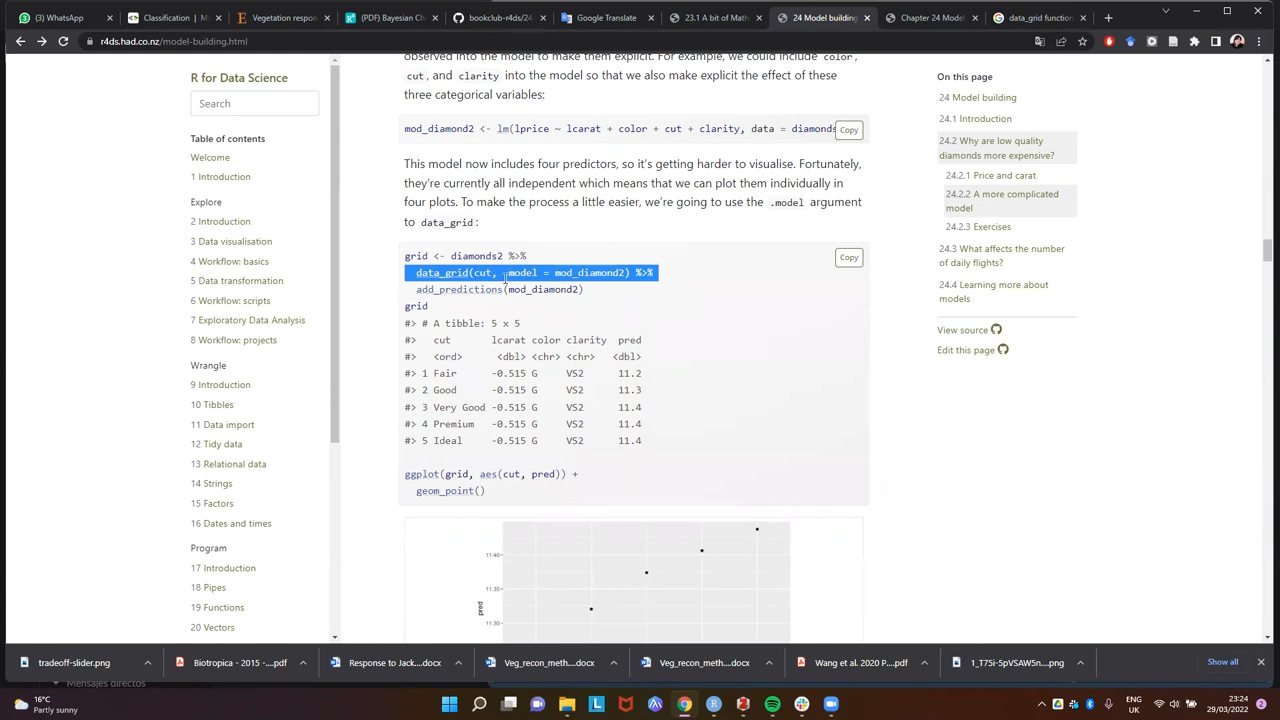 (53) WhatsApp
Classification | M
Vegetation respon
(PDF) Bayesian Ch
bookclub-r4ds/24
Google Translate
23.1 A bit of Math
24 Model building
Chapter 24 Model
data_grid function
r4ds.had.co.nz/model-building.html
R for Data Science
Search
Table of contents
Welcome
1 Introduction
Explore
2 Introduction
3 Data visualisation
4 Workflow: basics
5 Data transformation
6 Workflow: scripts
7 Exploratory Data Analysis
8 Workflow: projects
Wrangle
9 Introduction
10 Tibbles
11 Data import
12 Tidy data
13 Relational data
14 Strings
15 Factors
16 Dates and times
Program
17 Introduction
18 Pipes
19 Functions
20 Vectors
observed into the model to make them explicit. For example, we could include color,
cut, and clarity into the model so that we also make explicit the effect of these
three categorical variables:
mod_diamond2 <- lm(lprice ~ lcarat + color + cut + clarity, data = diamonds
Copy
This model now includes four predictors, so it's getting harder to visualise. Fortunately,
they're currently all independent which means that we can plot them individually in
four plots. To make the process a little easier, we're going to use the .model argument
to data_grid:
grid <- diamonds2 %>%
Copy
data_grid(cut, .model = mod_diamond2) %>%
add_predictions(mod_diamond2)
grid
#> # A tibble: 5 x 5
#> cut lcarat color clarity pred
#> <ord> <dbl> <chr> <chr> <dbl>
#> 1 Fair -0.515 G VS2 11.2
#> 2 Good -0.515 G VS2 11.3
#> 3 Very Good -0.515 G VS2 11.4
#> 4 Premium -0.515 G VS2 11.4
#> 5 Ideal -0.515 G VS2 11.4
ggplot(grid, aes(cut, pred)) +
geom_point()
11.40
11.35
11.30
pred
On this page
24 Model building
24.1 Introduction
24.2 Why are low quality
diamonds more expensive?
24.2.1 Price and carat
24.2.2 A more complicated
model
24.2.3 Exercises
24.3 What affects the number
of daily flights?
24.4 Learning more about
models
View source
Edit this page
tradeoff-slider.png
Biotropica - 2015 -....pdf
Response to Jack....docx
Veg_recon_meth....docx
Veg_recon_meth....docx
Wang et al. 2020 P....pdf
1_T75i-5pVSAW5n....png
Show all
Mensajes directos
16°C
Partly sunny
ENG
UK
23:24
29/03/2022